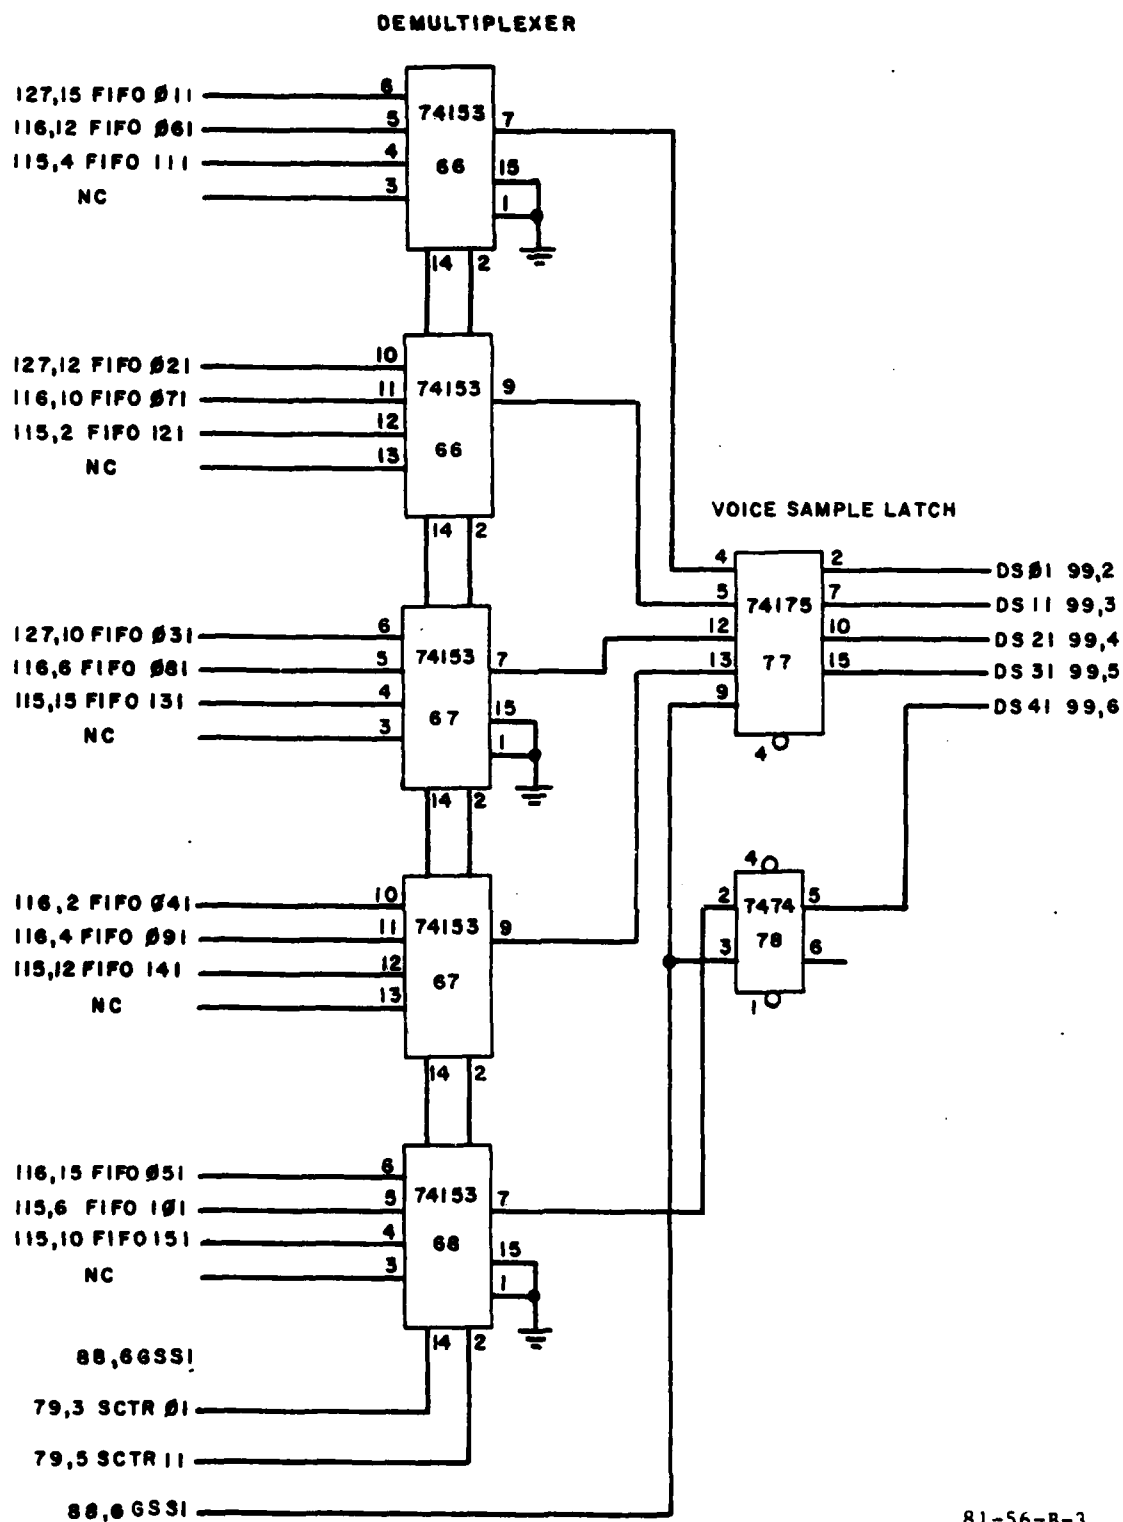 DEMULTIPLEXER
127,15 FIFO Ø11
6
116,12 FIFO Ø61
5
115,4 FIFO 111
4
NC
3
74153
66
7
15
1
14
2
127,12 FIFO Ø21
10
116,10 FIFO Ø71
11
115,2 FIFO 121
12
NC
13
74153
66
9
14
2
127,10 FIFO Ø31
6
116,6 FIFO Ø81
5
115,15 FIFO 131
4
NC
3
74153
67
7
15
1
14
2
116,2 FIFO Ø41
10
116,4 FIFO Ø91
11
115,12 FIFO 141
12
NC
13
74153
67
9
14
2
116,15 FIFO Ø51
6
115,6 FIFO 1Ø1
5
115,10 FIFO 151
4
NC
3
74153
68
7
15
1
14
2
88,6 GSS1
79,3 SCTR Ø1
79,5 SCTR 11
88,6 GSS1
VOICE SAMPLE LATCH
4
5
12
13
9
74175
77
2
7
10
15
4
DSØ1 99,2
DS11 99,3
DS21 99,4
DS31 99,5
DS41 99,6
4
2
3
7474
78
5
6
1
81-56-B-3